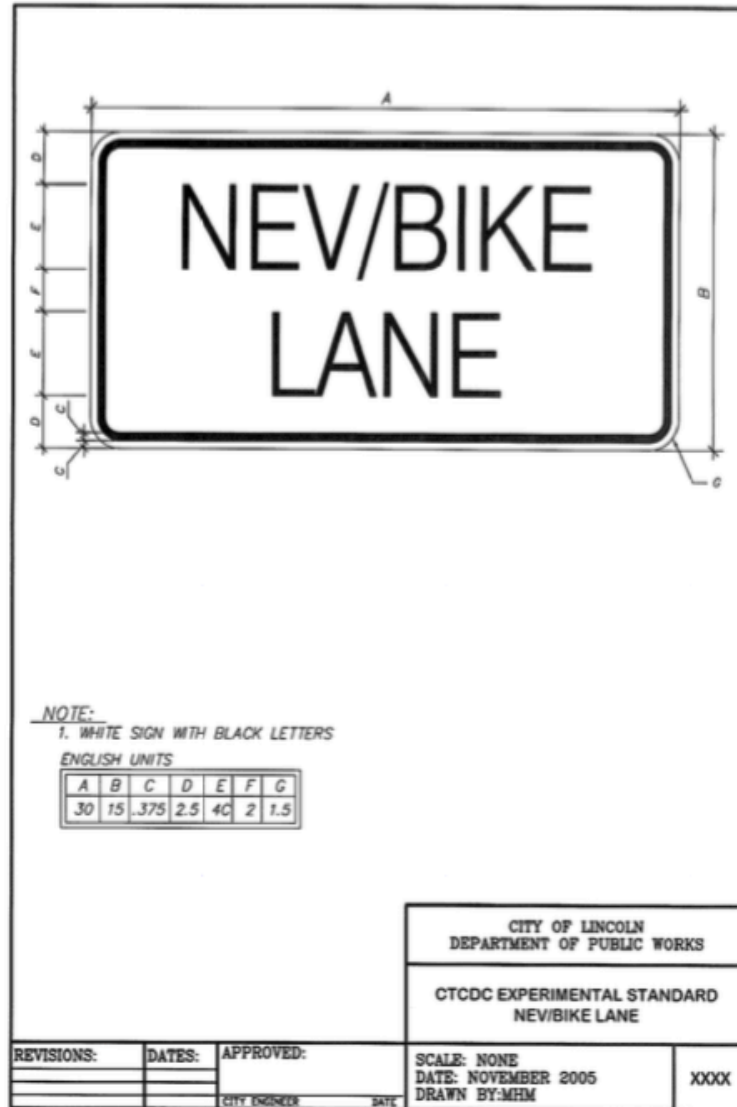 A
D
E
F
E
D
C
C
B
G
NEV/BIKE
LANE
NOTE:
1. WHITE SIGN WITH BLACK LETTERS
ENGLISH UNITS
A B C D E F G
30 15 .375 2.5 4C 2 1.5
CITY OF LINCOLN
DEPARTMENT OF PUBLIC WORKS
CTCDC EXPERIMENTAL STANDARD
NEV/BIKE LANE
REVISIONS: DATES: APPROVED:
CITY ENGINEER DATE
SCALE: NONE
DATE: NOVEMBER 2005
DRAWN BY:MHM
XXXX